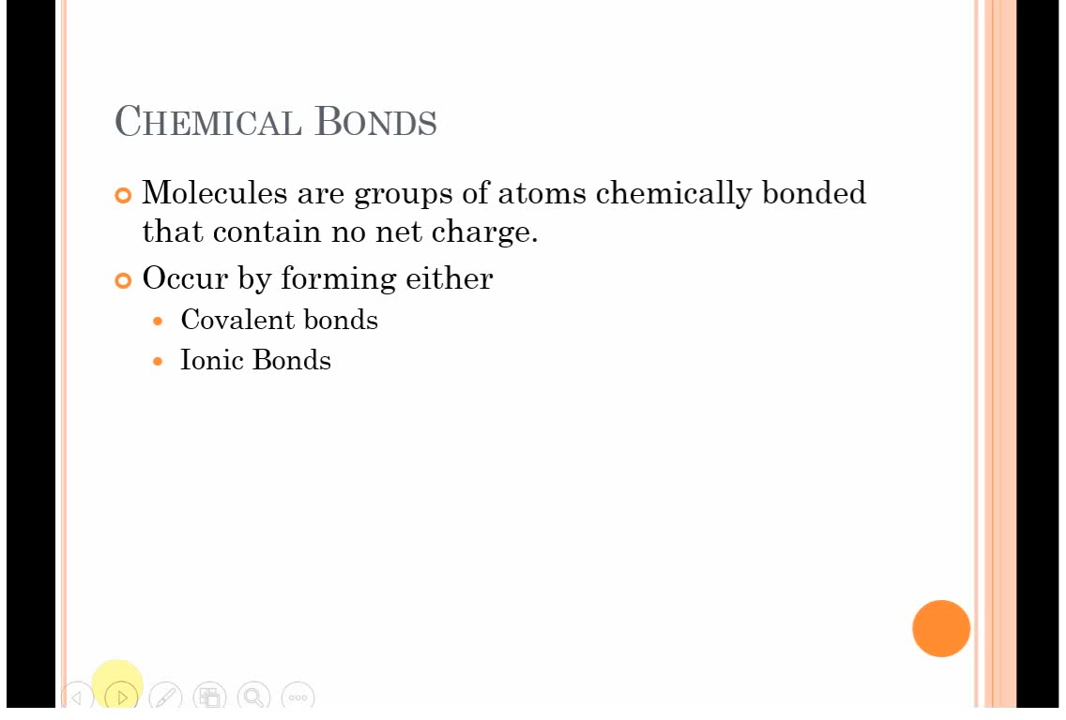 CHEMICAL BONDS
Molecules are groups of atoms chemically bonded
that contain no net charge.
Occur by forming either
Covalent bonds
Ionic Bonds